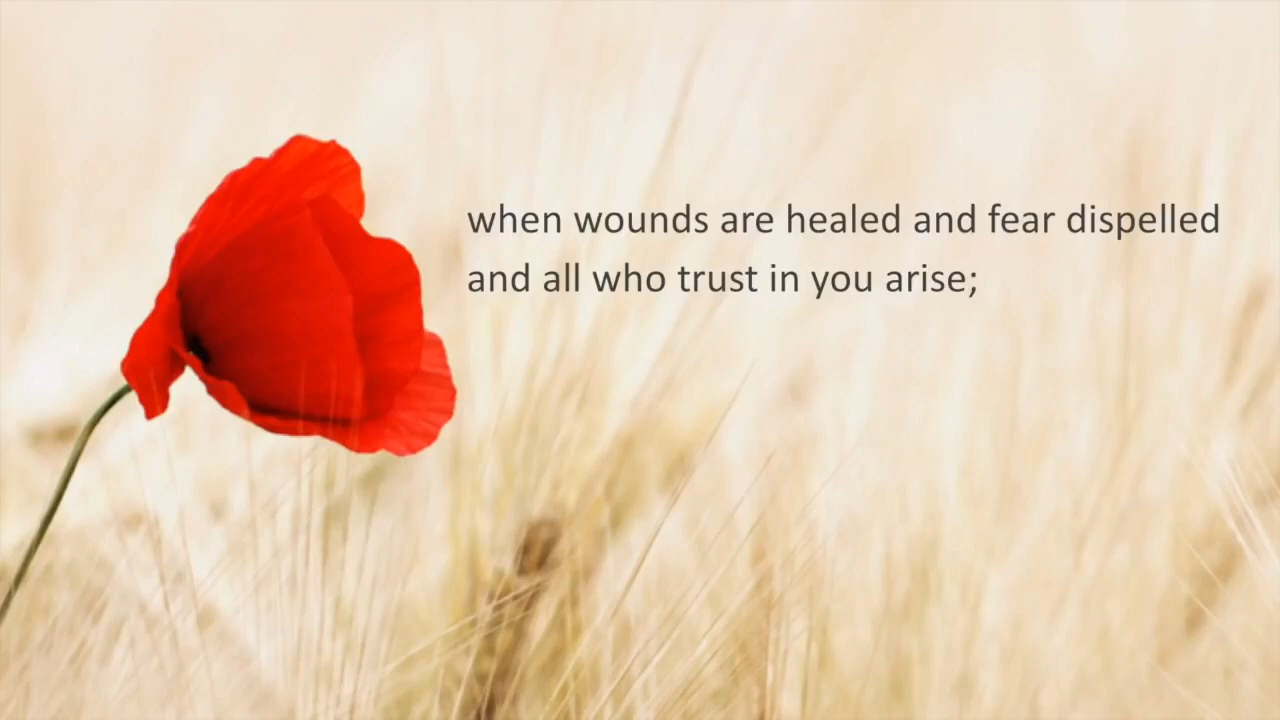 when wounds are healed and fear dispelled
and all who trust in you arise;